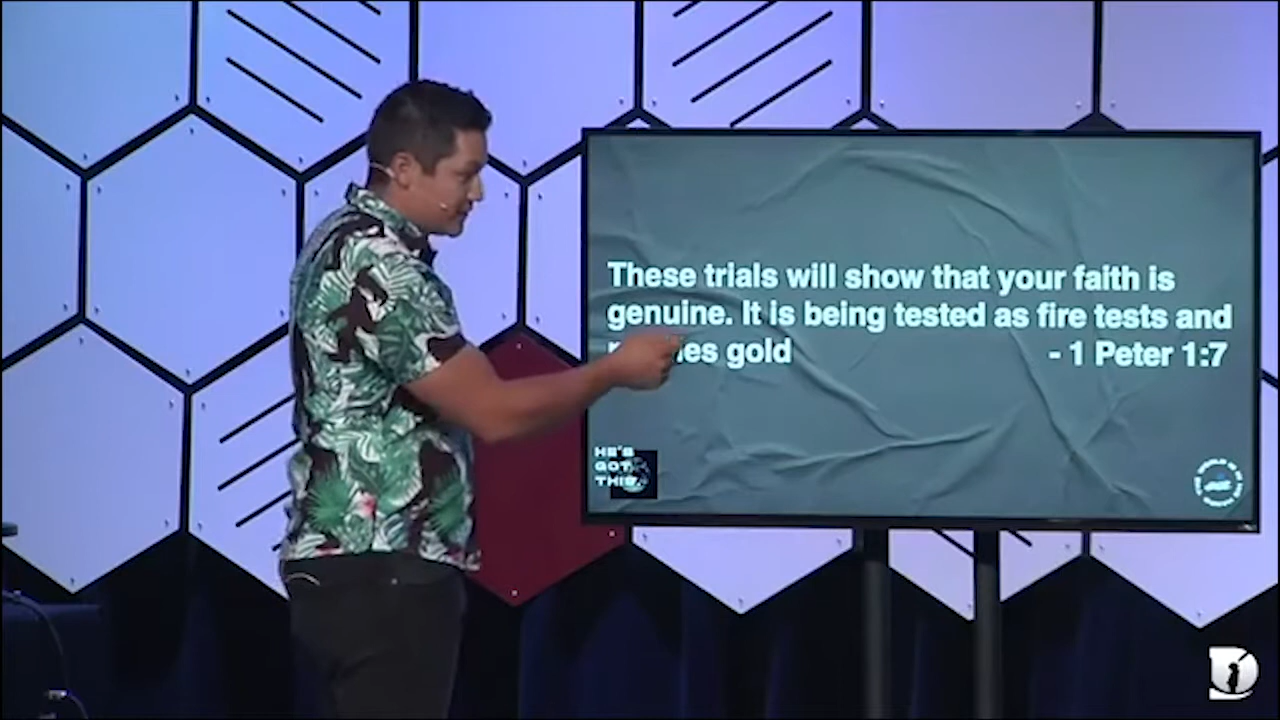 These trials will show that your faith is
genuine. It is being tested as fire tests and
gold - 1 Peter 1:7
HE'S
GOT
THIS.